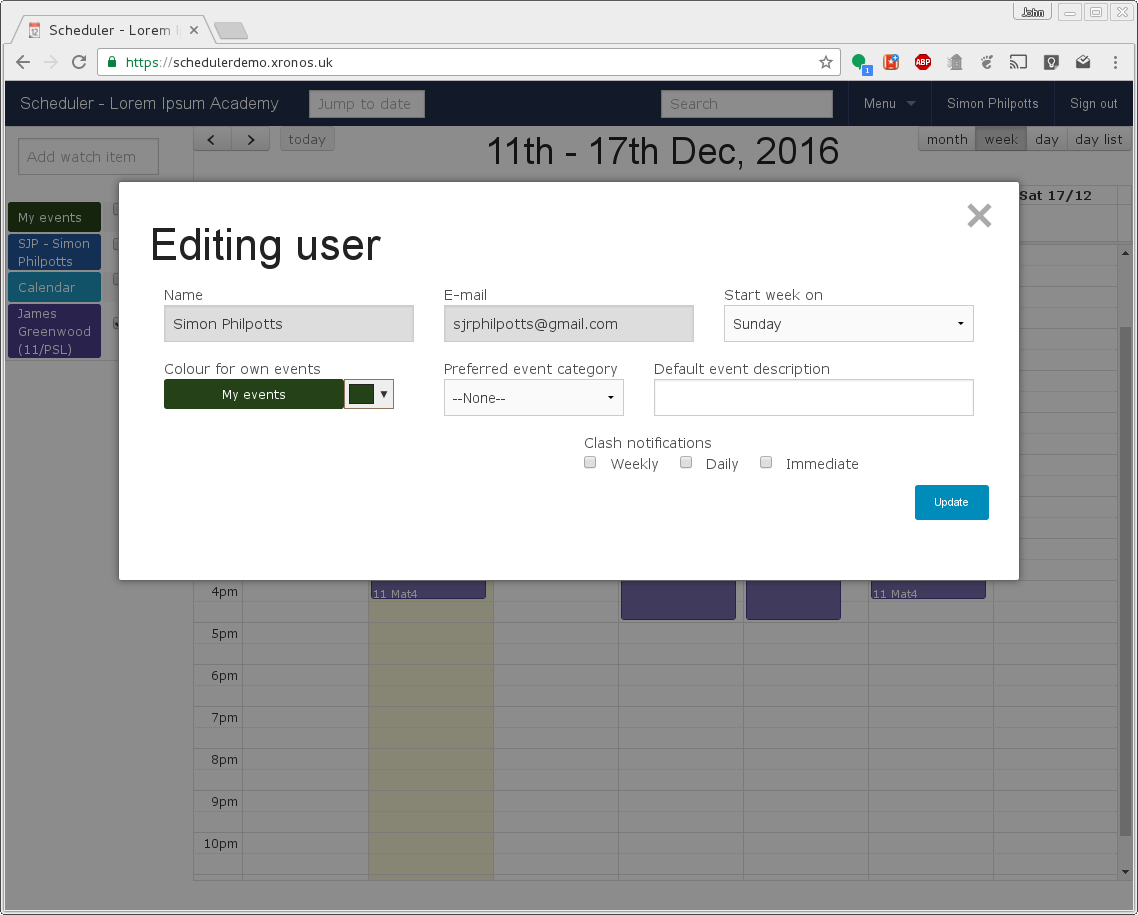 John
Scheduler - Lorem
https://schedulerdemo.xronos.uk
1
ABP
Scheduler - Lorem Ipsum Academy
Jump to date
Search
Menu
Simon Philpotts
Sign out
Add watch item
today
11th - 17th Dec, 2016
month
week
day
day list
Sat 17/12
My events
SJP - Simon
Philpotts
Calendar
James
Greenwood
(11/PSL)
Editing user
Name
E-mail
Start week on
Simon Philpotts
sjrphilpotts@gmail.com
Sunday
Colour for own events
Preferred event category
Default event description
My events
--None--
Clash notifications
Weekly
Daily
Immediate
Update
4pm
11 Mat4
11 Mat4
5pm
6pm
7pm
8pm
9pm
10pm